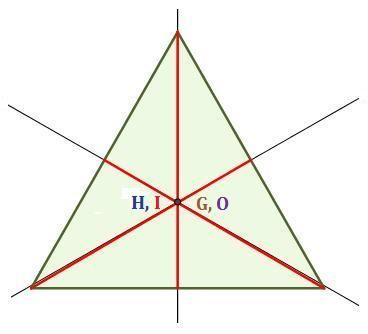 H, I G, O